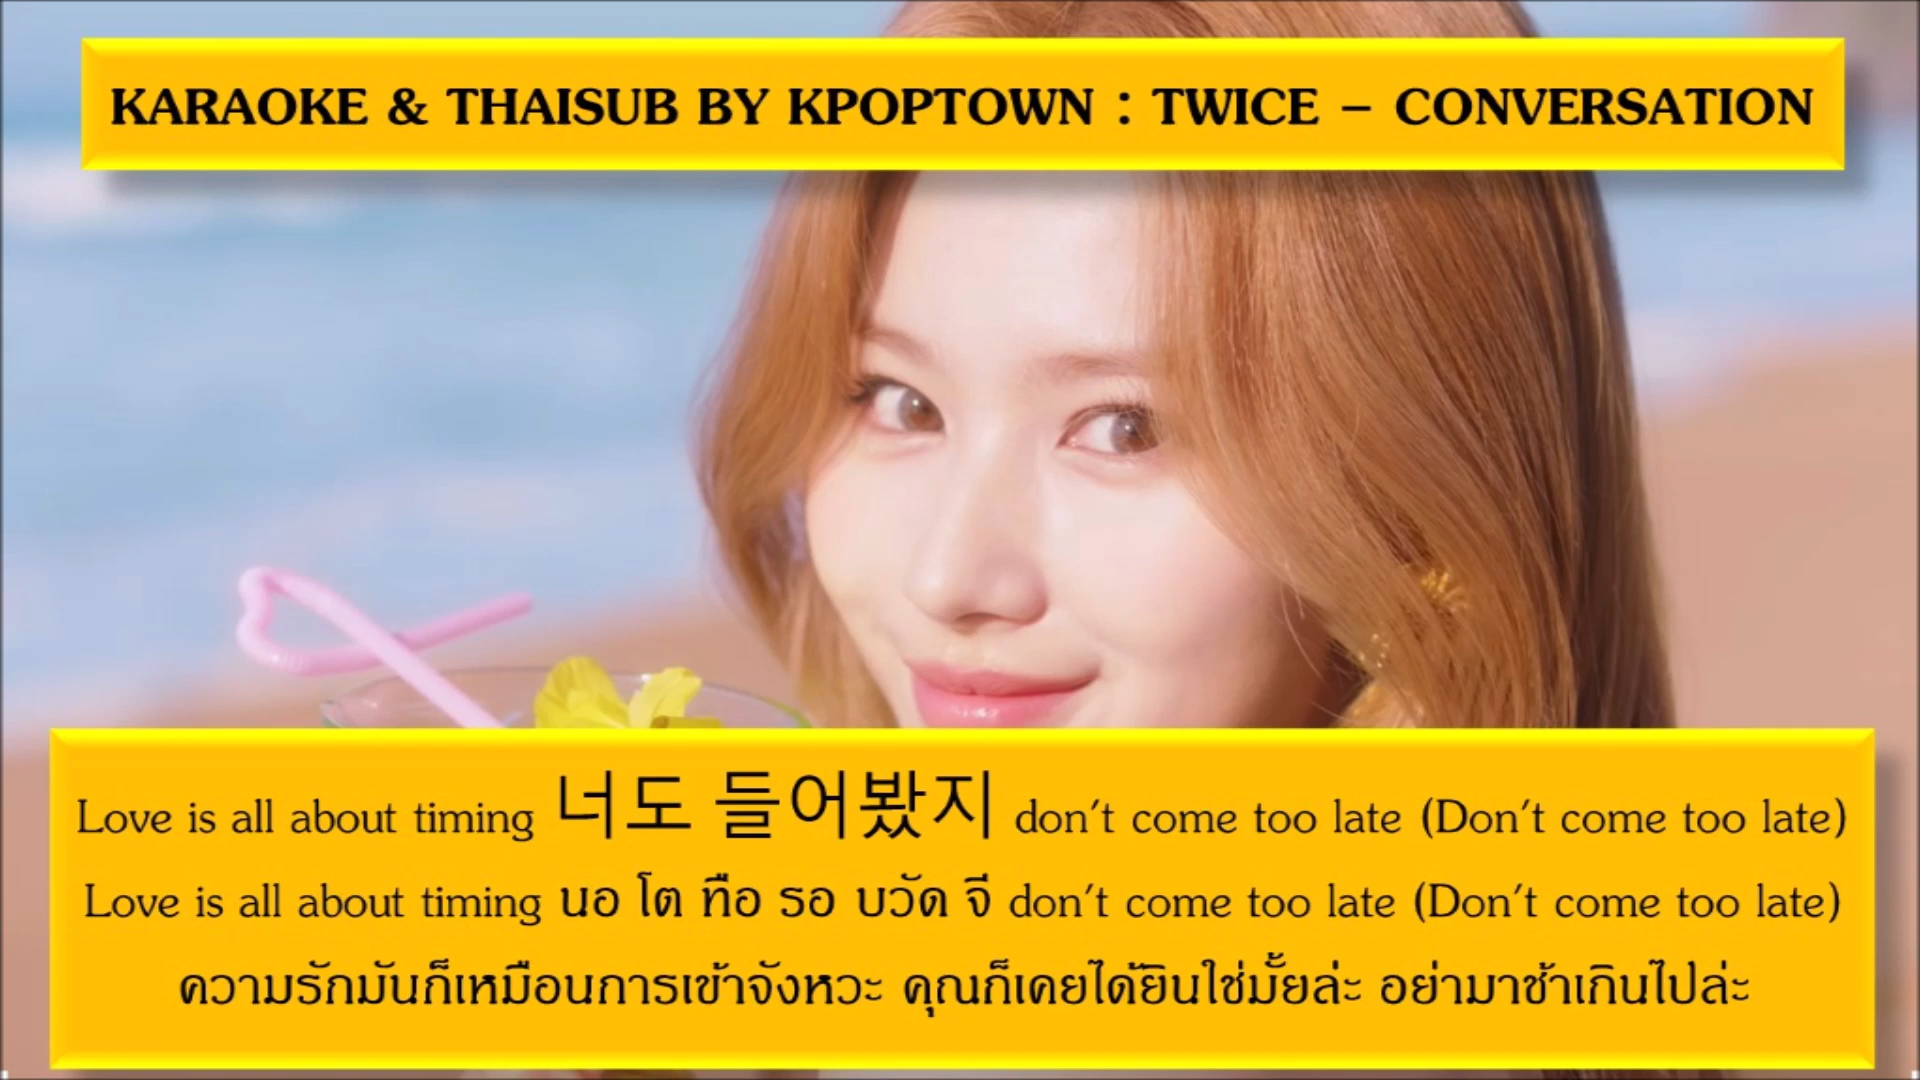 KARAOKE & THAISUB BY KPOPTOWN : TWICE – CONVERSATION
Love is all about timing 너도 들어봤지 don't come too late (Don't come too late)
Love is all about timing นอ โต ทือ รอ บวัด จี don't come too late (Don't come too late)
ความรักมันก็เหมือนการเข้าจังหวะ คุณก็เคยได้ยินใช่มั้ยล่ะ อย่ามาช้าเกินไปล่ะ